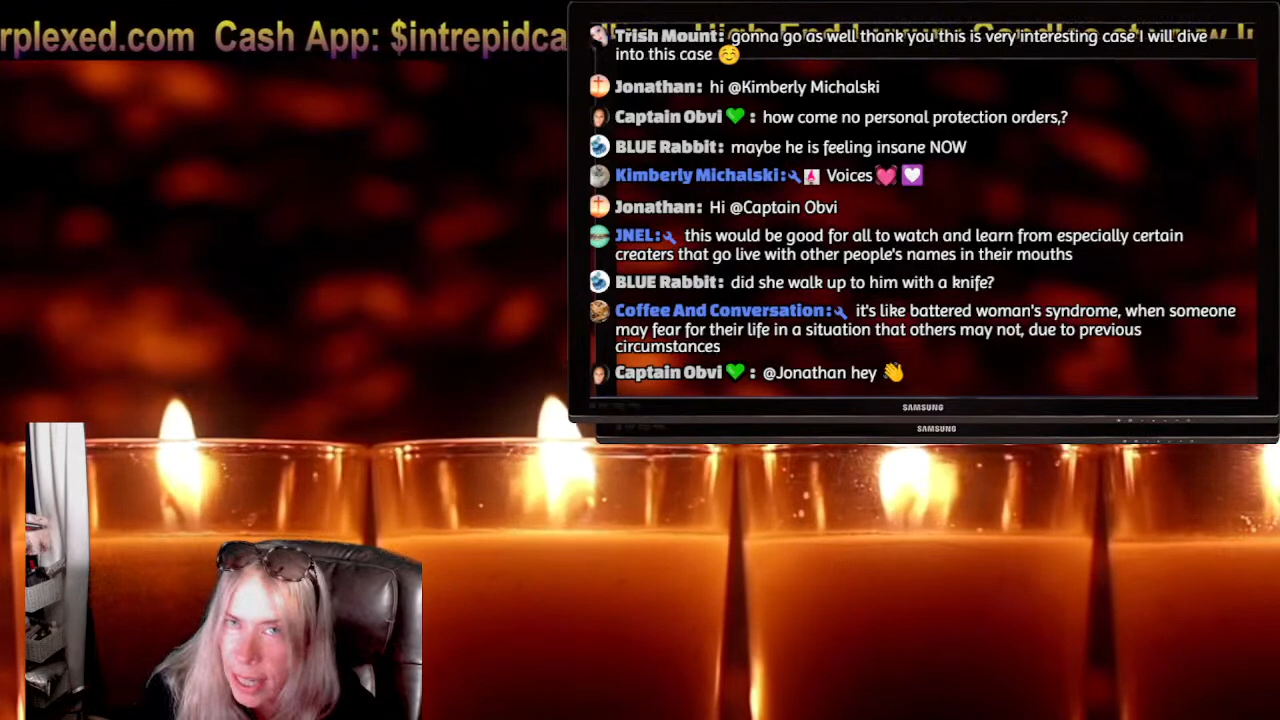 rplexed.com  Cash App: $intrepidca
Trish Mount: gonna go as well thank you this is very interesting case I will dive
into this case ☺️
Jonathan: hi @Kimberly Michalski
Captain Obvi 💚 : how come no personal protection orders,?
BLUE Rabbit: maybe he is feeling insane NOW
Kimberly Michalski: Voices 💓 💟
Jonathan: Hi @Captain Obvi
JNEL: this would be good for all to watch and learn from especially certain
creaters that go live with other people's names in their mouths
BLUE Rabbit: did she walk up to him with a knife?
Coffee And Conversation: it's like battered woman's syndrome, when someone
may fear for their life in a situation that others may not, due to previous
circumstances
Captain Obvi 💚 : @Jonathan hey 👋
SAMSUNG
SAMSUNG